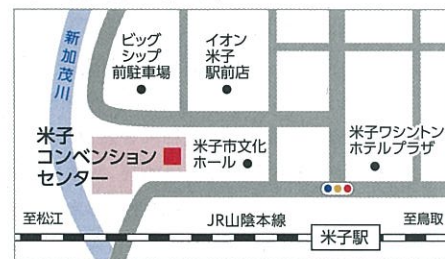 新加茂川
ビッグ
シップ
前駐車場
イオン
米子
駅前店
米子
コンベンション
センター
米子市文化
ホール
米子ワシントン
ホテルプラザ
至松江
JR山陰本線
至鳥取
米子駅